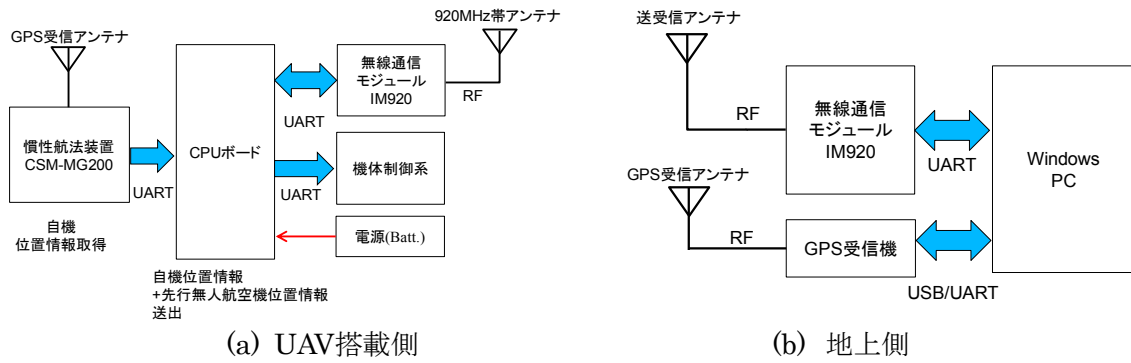 GPS受信アンテナ
慣性航法装置
CSM-MG200
UART
自機
位置情報取得
CPUボード
UART
無線通信
モジュール
IM920
920MHz帯アンテナ
RF
UART
機体制御系
電源(Batt.)
自機位置情報
+先行無人航空機位置情報
送出
(a) UAV搭載側
送受信アンテナ
RF
無線通信
モジュール
IM920
UART
Windows
PC
GPS受信アンテナ
RF
GPS受信機
USB/UART
(b) 地上側